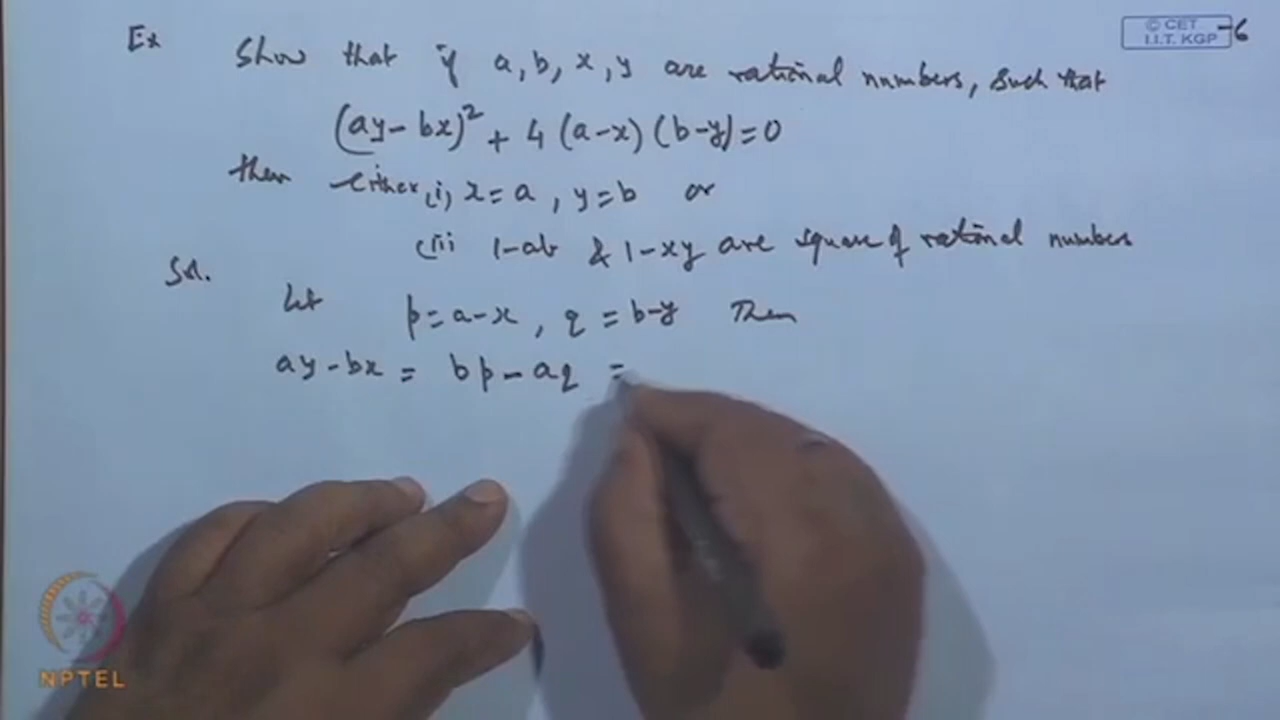 © CET
I.I.T. KGP -6
Ex Show that if a, b, x, y are rational numbers, such that
(ay-bx)² + 4 (a-x) (b-y) = 0
then either (i) x = a , y = b or
(ii 1-ab & 1-xy are square of rational numbers
Sol.
Let p = a-x , q = b-y Then
ay - bx = bp - aq =
NPTEL